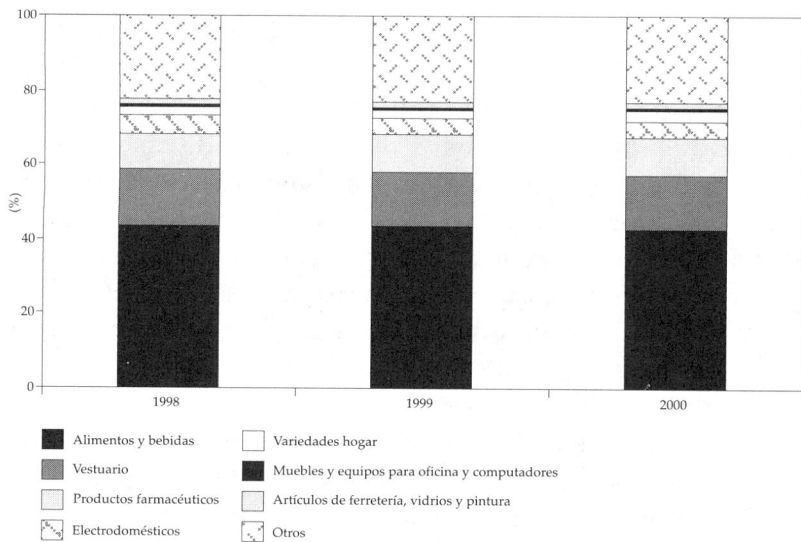 100
80
60
(%)
40
20
0
1998
1999
2000
Alimentos y bebidas
Vestuario
Productos farmacéuticos
Electrodomésticos
Variedades hogar
Muebles y equipos para oficina y computadores
Artículos de ferretería, vidrios y pintura
Otros